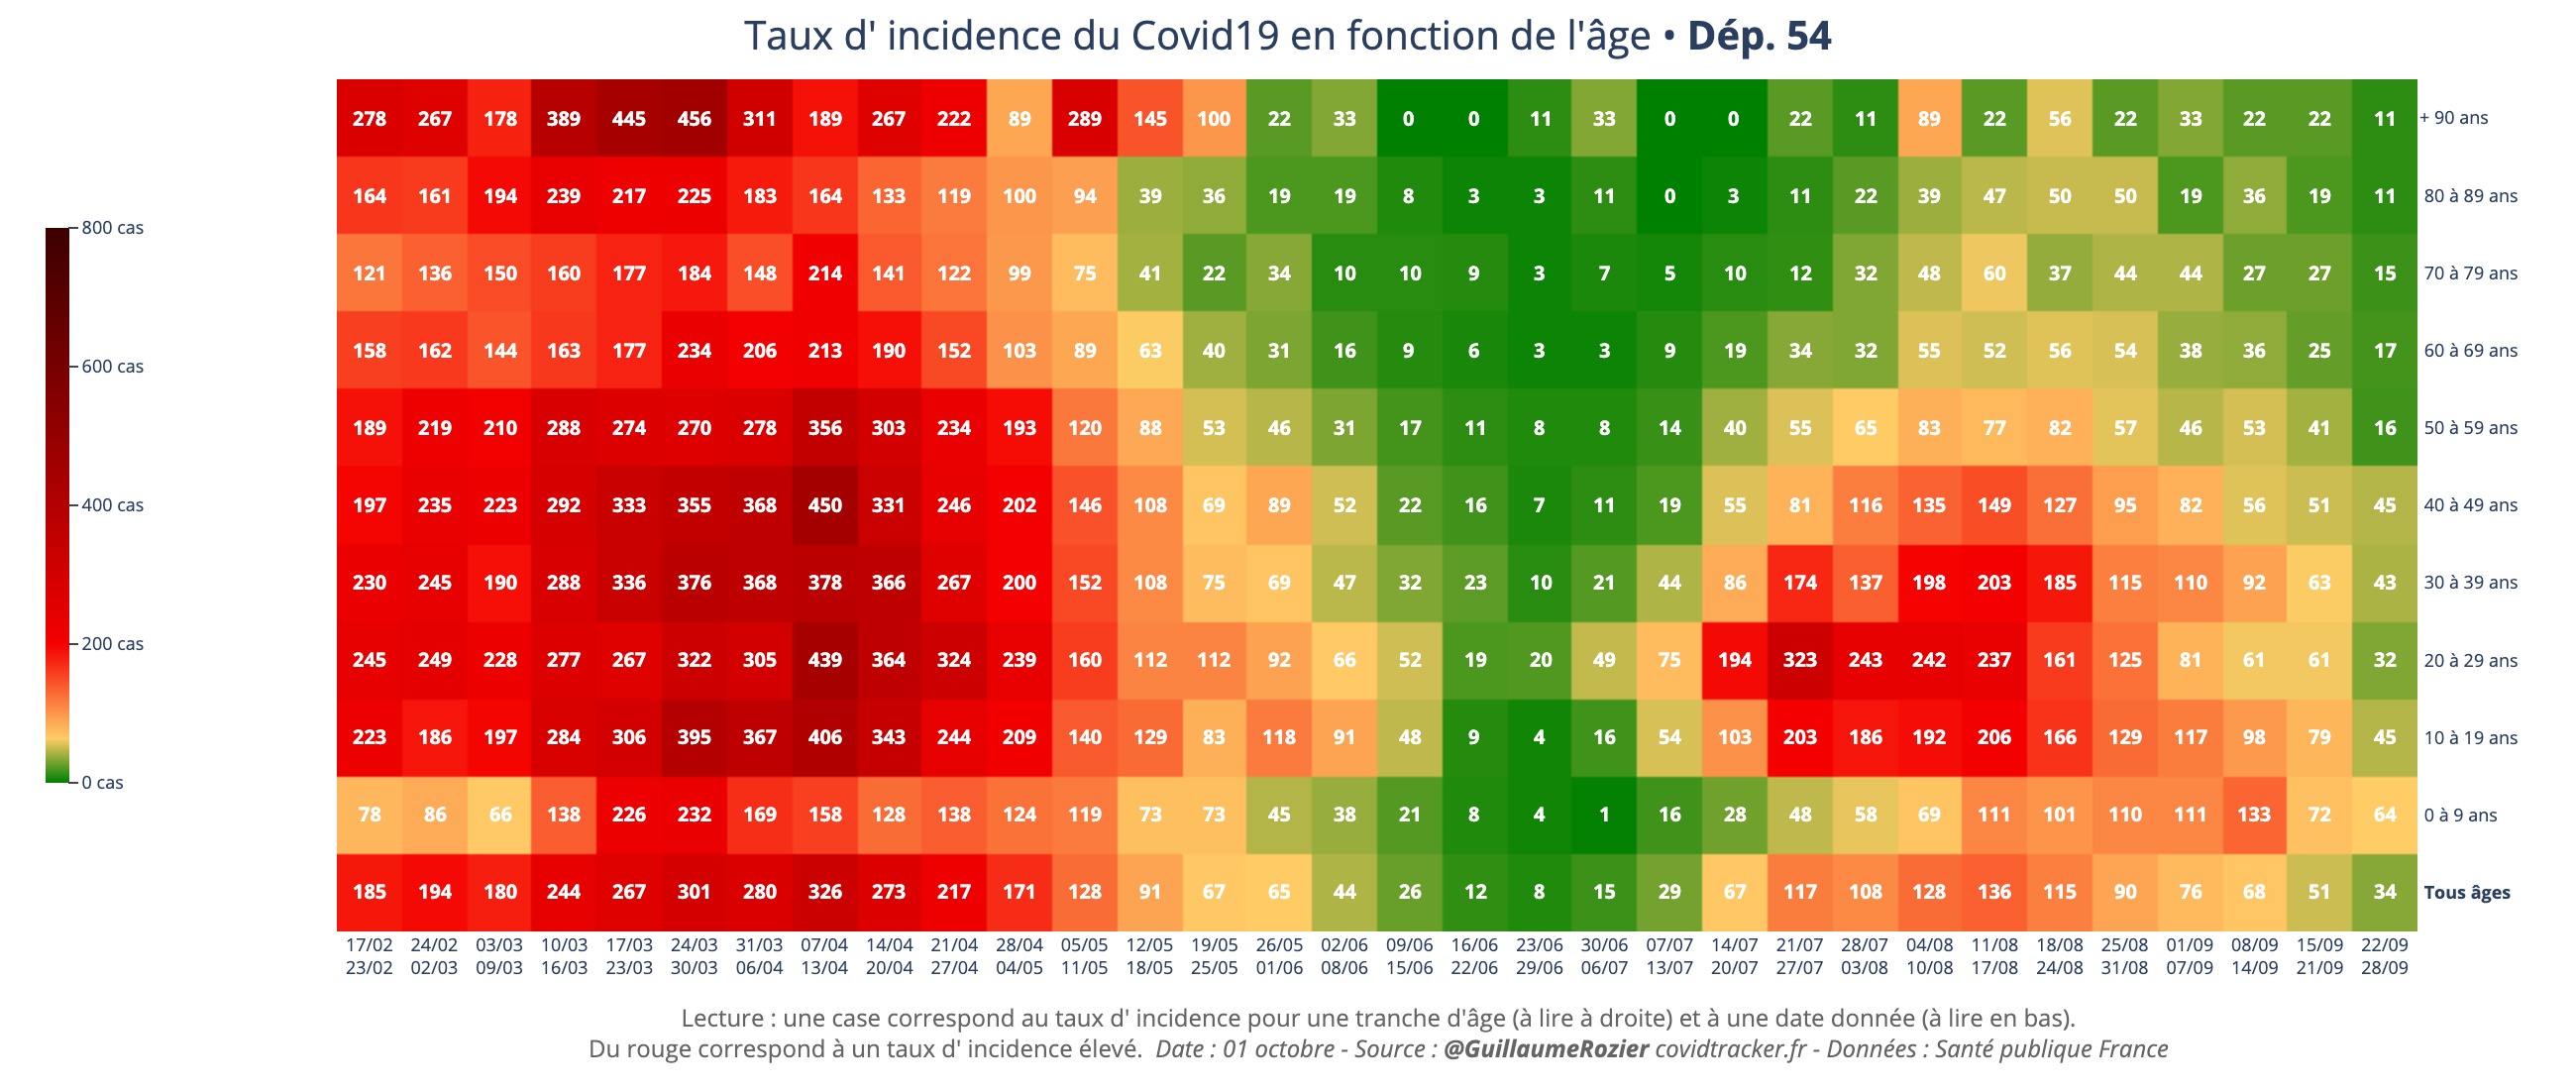 Taux d' incidence du Covid19 en fonction de l'âge • Dép. 54
800 cas
600 cas
400 cas
200 cas
0 cas
278 267 178 389 445 456 311 189 267 222 89 289 145 100 22 33 0 0 11 33 0 0 22 11 89 22 56 22 33 22 22 11 + 90 ans
164 161 194 239 217 225 183 164 133 119 100 94 39 36 19 19 8 3 3 11 0 3 11 22 39 47 50 50 19 36 19 11 80 à 89 ans
121 136 150 160 177 184 148 214 141 122 99 75 41 22 34 10 10 9 3 7 5 10 12 32 48 60 37 44 44 27 27 15 70 à 79 ans
158 162 144 163 177 234 206 213 190 152 103 89 63 40 31 16 9 6 3 3 9 19 34 32 55 52 56 54 38 36 25 17 60 à 69 ans
189 219 210 288 274 270 278 356 303 234 193 120 88 53 46 31 17 11 8 8 14 40 55 65 83 77 82 57 46 53 41 16 50 à 59 ans
197 235 223 292 333 355 368 450 331 246 202 146 108 69 89 52 22 16 7 11 19 55 81 116 135 149 127 95 82 56 51 45 40 à 49 ans
230 245 190 288 336 376 368 378 366 267 200 152 108 75 69 47 32 23 10 21 44 86 174 137 198 203 185 115 110 92 63 43 30 à 39 ans
245 249 228 277 267 322 305 439 364 324 239 160 112 112 92 66 52 19 20 49 75 194 323 243 242 237 161 125 81 61 61 32 20 à 29 ans
223 186 197 284 306 395 367 406 343 244 209 140 129 83 118 91 48 9 4 16 54 103 203 186 192 206 166 129 117 98 79 45 10 à 19 ans
78 86 66 138 226 232 169 158 128 138 124 119 73 73 45 38 21 8 4 1 16 28 48 58 69 111 101 110 111 133 72 64 0 à 9 ans
185 194 180 244 267 301 280 326 273 217 171 128 91 67 65 44 26 12 8 15 29 67 117 108 128 136 115 90 76 68 51 34 Tous âges
17/02 24/02 03/03 10/03 17/03 24/03 31/03 07/04 14/04 21/04 28/04 05/05 12/05 19/05 26/05 02/06 09/06 16/06 23/06 30/06 07/07 14/07 21/07 28/07 04/08 11/08 18/08 25/08 01/09 08/09 15/09 22/09
23/02 02/03 09/03 16/03 23/03 30/03 06/04 13/04 20/04 27/04 04/05 11/05 18/05 25/05 01/06 08/06 15/06 22/06 29/06 06/07 13/07 20/07 27/07 03/08 10/08 17/08 24/08 31/08 07/09 14/09 21/09 28/09
Lecture : une case correspond au taux d' incidence pour une tranche d'âge (à lire à droite) et à une date donnée (à lire en bas).
Du rouge correspond à un taux d' incidence élevé. Date : 01 octobre - Source : @GuillaumeRozier covidtracker.fr - Données : Santé publique France